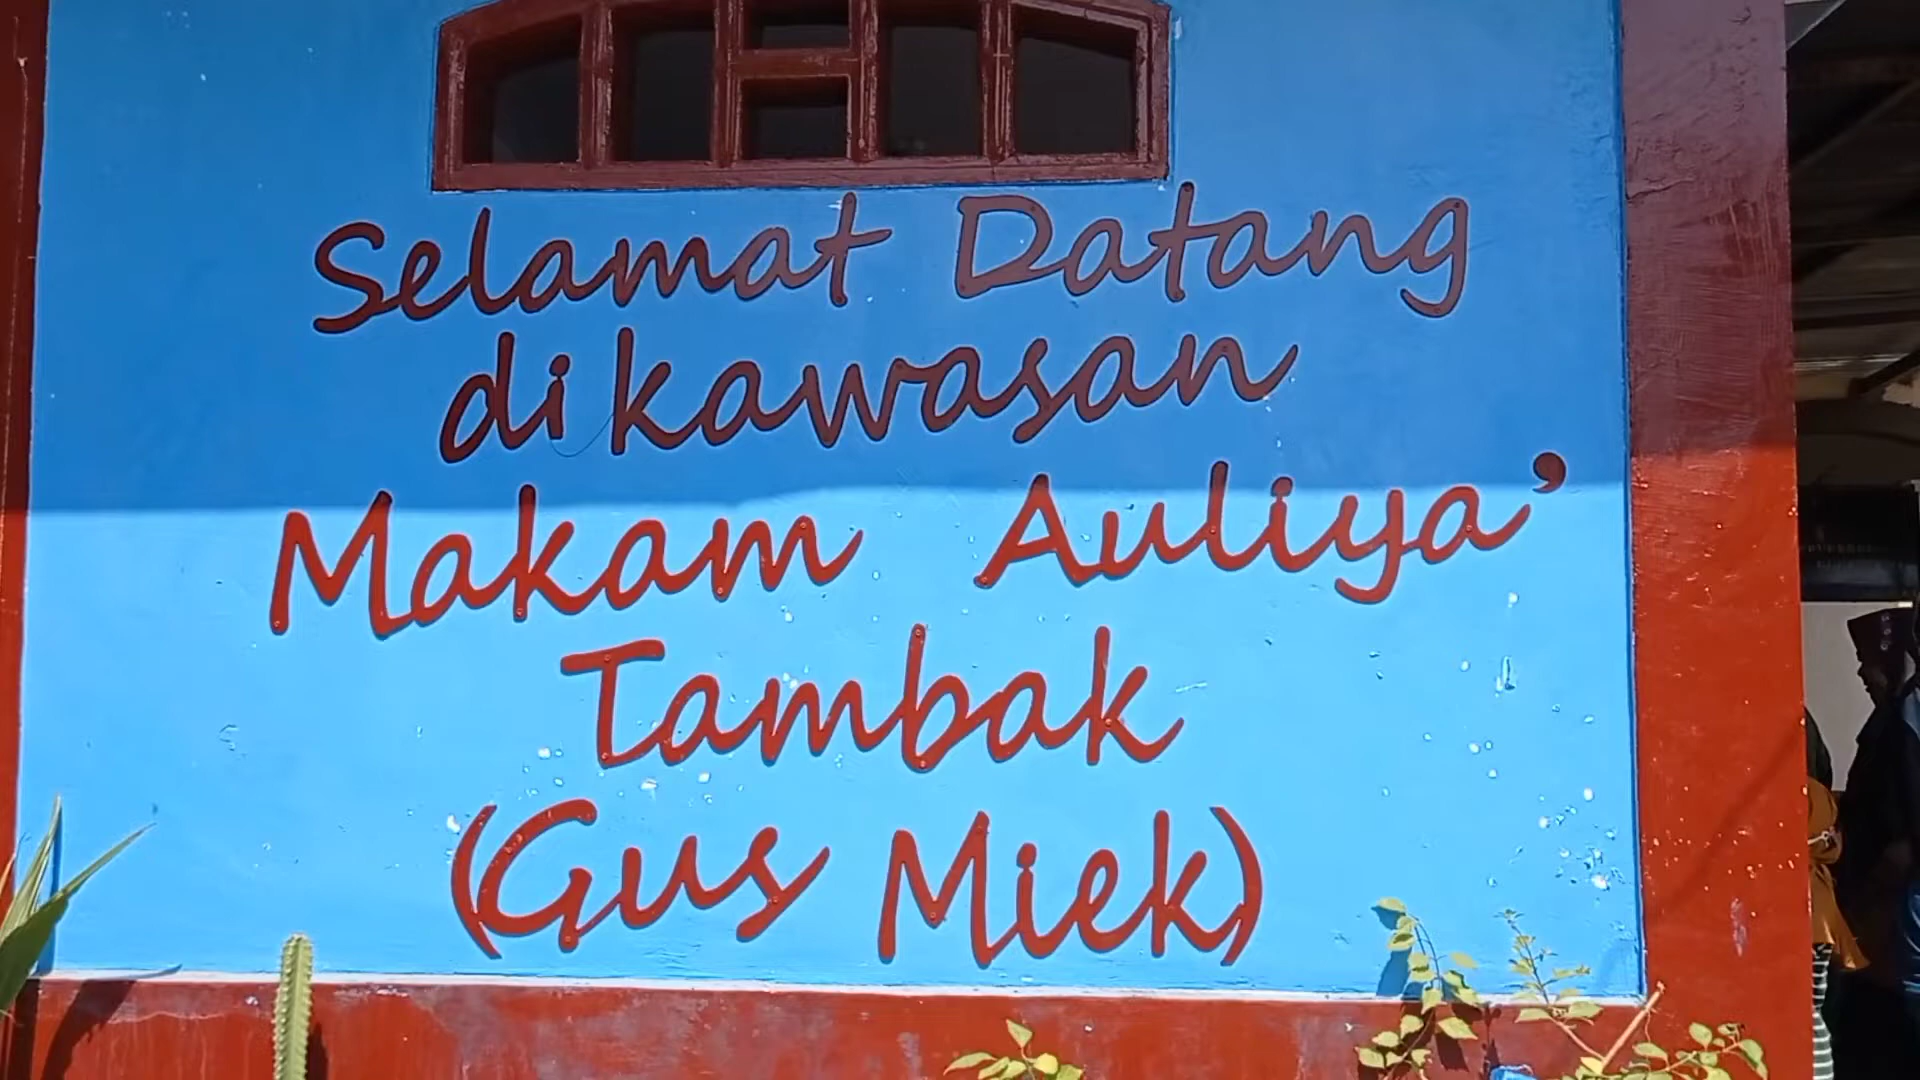 Selamat Datang
di kawasan
Makam Auliya'
Tambak
(Gus Miek)